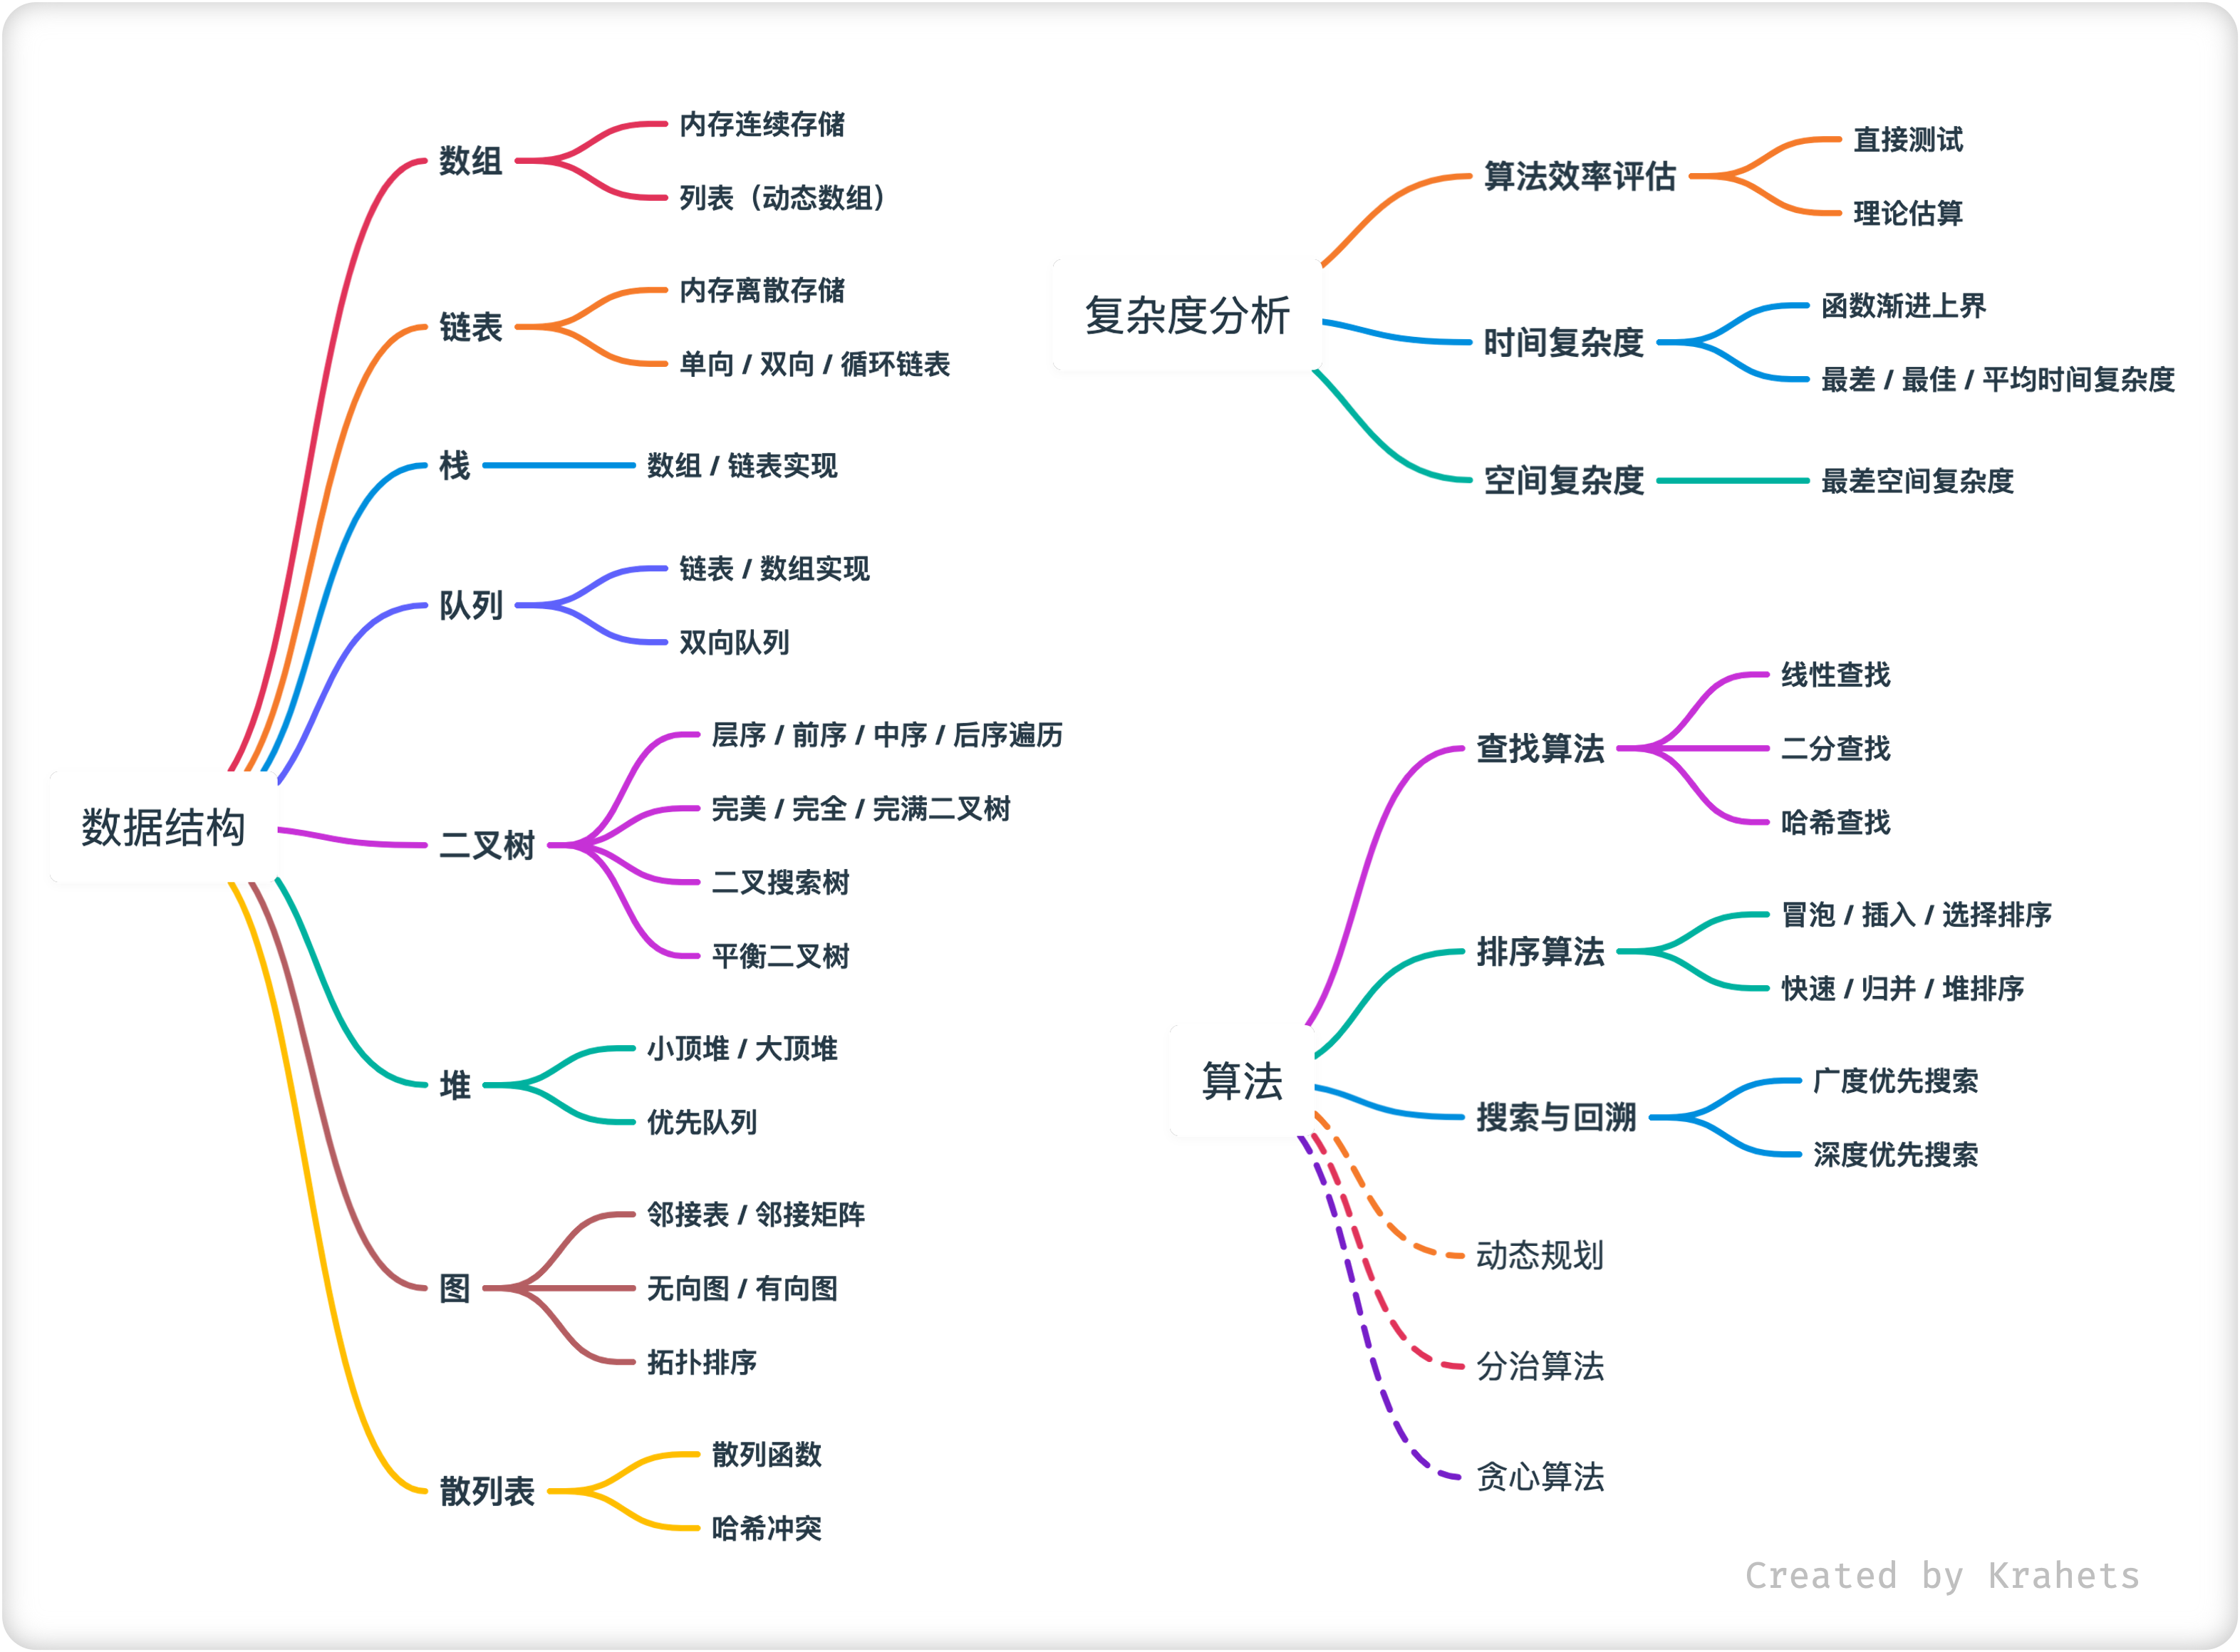 数据结构
数组
内存连续存储
列表（动态数组）
链表
内存离散存储
单向 / 双向 / 循环链表
栈
数组 / 链表实现
队列
链表 / 数组实现
双向队列
二叉树
层序 / 前序 / 中序 / 后序遍历
完美 / 完全 / 完满二叉树
二叉搜索树
平衡二叉树
堆
小顶堆 / 大顶堆
优先队列
图
邻接表 / 邻接矩阵
无向图 / 有向图
拓扑排序
散列表
散列函数
哈希冲突
复杂度分析
算法效率评估
直接测试
理论估算
时间复杂度
函数渐进上界
最差 / 最佳 / 平均时间复杂度
空间复杂度
最差空间复杂度
算法
查找算法
线性查找
二分查找
哈希查找
排序算法
冒泡 / 插入 / 选择排序
快速 / 归并 / 堆排序
搜索与回溯
广度优先搜索
深度优先搜索
动态规划
分治算法
贪心算法
Created by Krahets